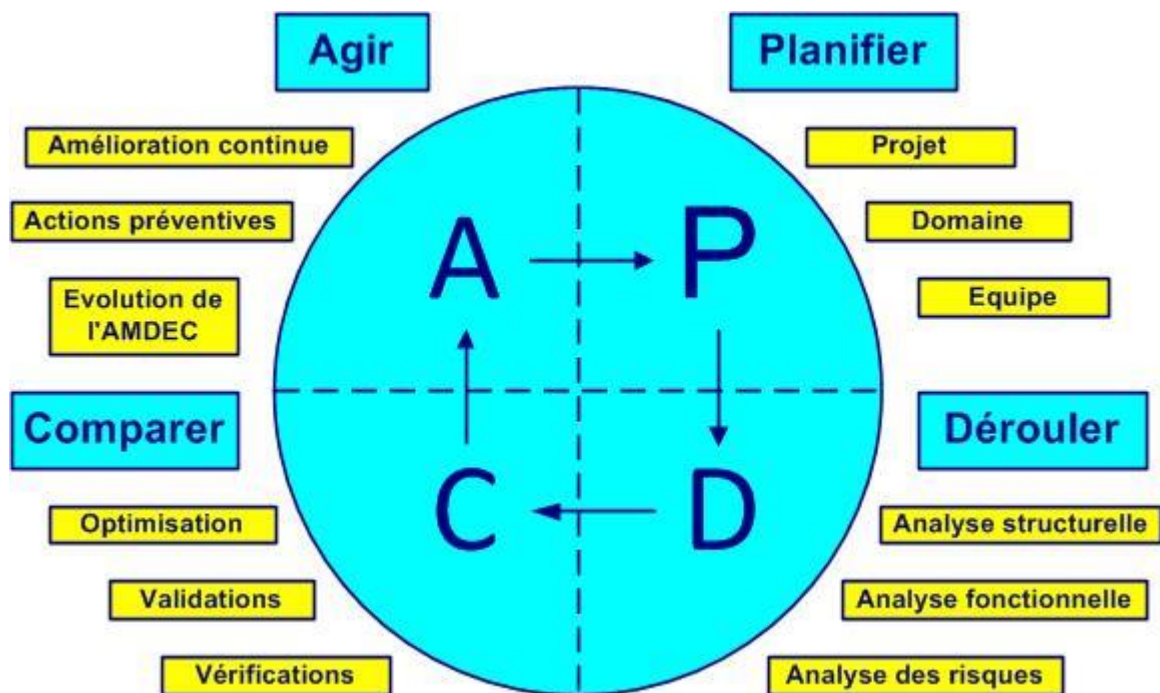 Agir
Planifier
Amélioration continue
Projet
Actions préventives
Domaine
A
P
Evolution de
l'AMDEC
Equipe
Comparer
Dérouler
C
D
Optimisation
Analyse structurelle
Validations
Analyse fonctionnelle
Vérifications
Analyse des risques